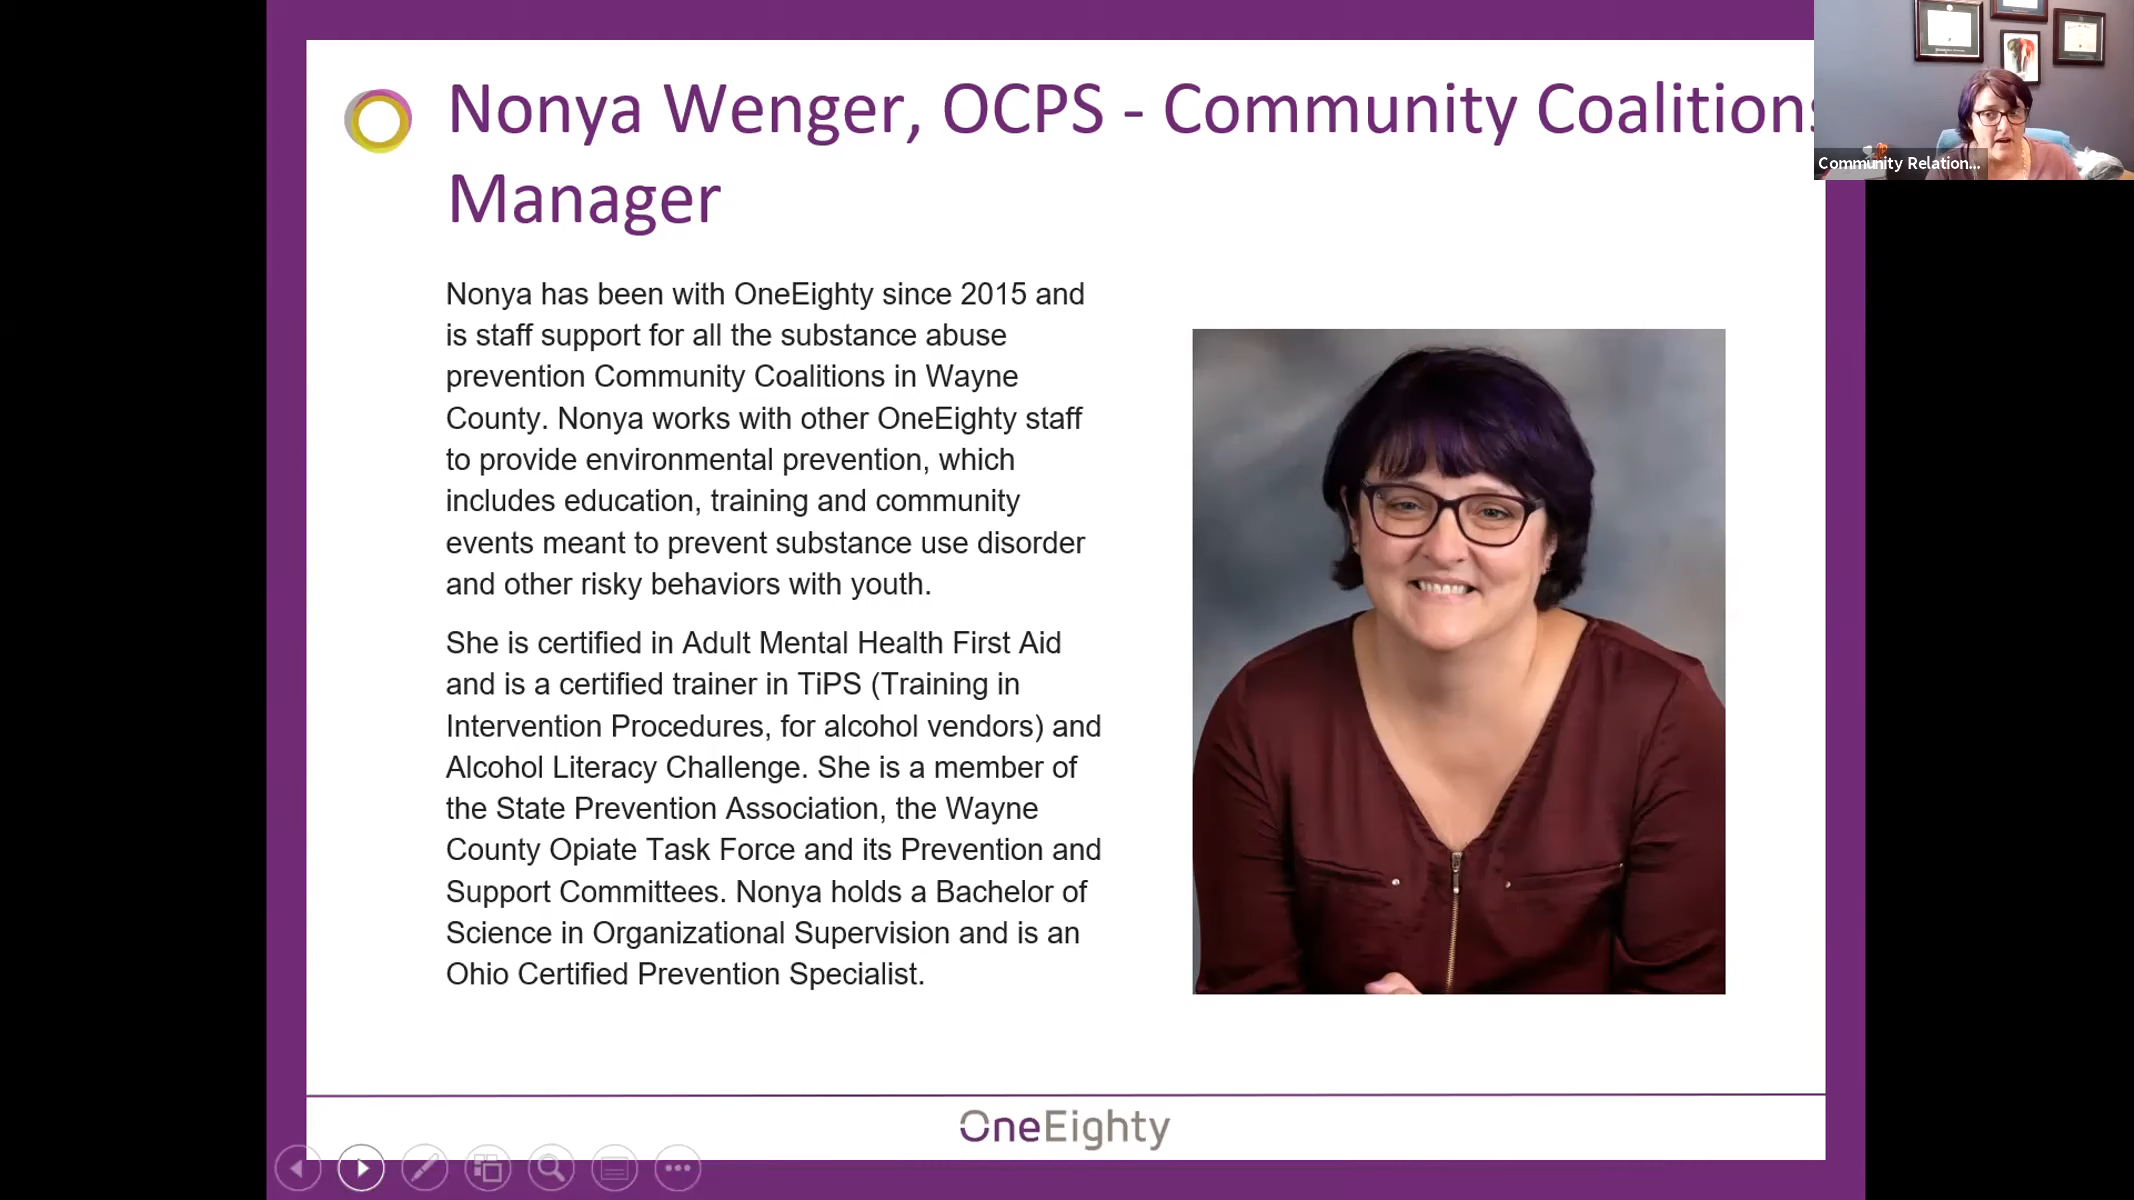 Nonya Wenger, OCPS - Community Coalitions
Manager
Community Relation...
Nonya has been with OneEighty since 2015 and
is staff support for all the substance abuse
prevention Community Coalitions in Wayne
County. Nonya works with other OneEighty staff
to provide environmental prevention, which
includes education, training and community
events meant to prevent substance use disorder
and other risky behaviors with youth.
She is certified in Adult Mental Health First Aid
and is a certified trainer in TiPS (Training in
Intervention Procedures, for alcohol vendors) and
Alcohol Literacy Challenge. She is a member of
the State Prevention Association, the Wayne
County Opiate Task Force and its Prevention and
Support Committees. Nonya holds a Bachelor of
Science in Organizational Supervision and is an
Ohio Certified Prevention Specialist.
OneEighty